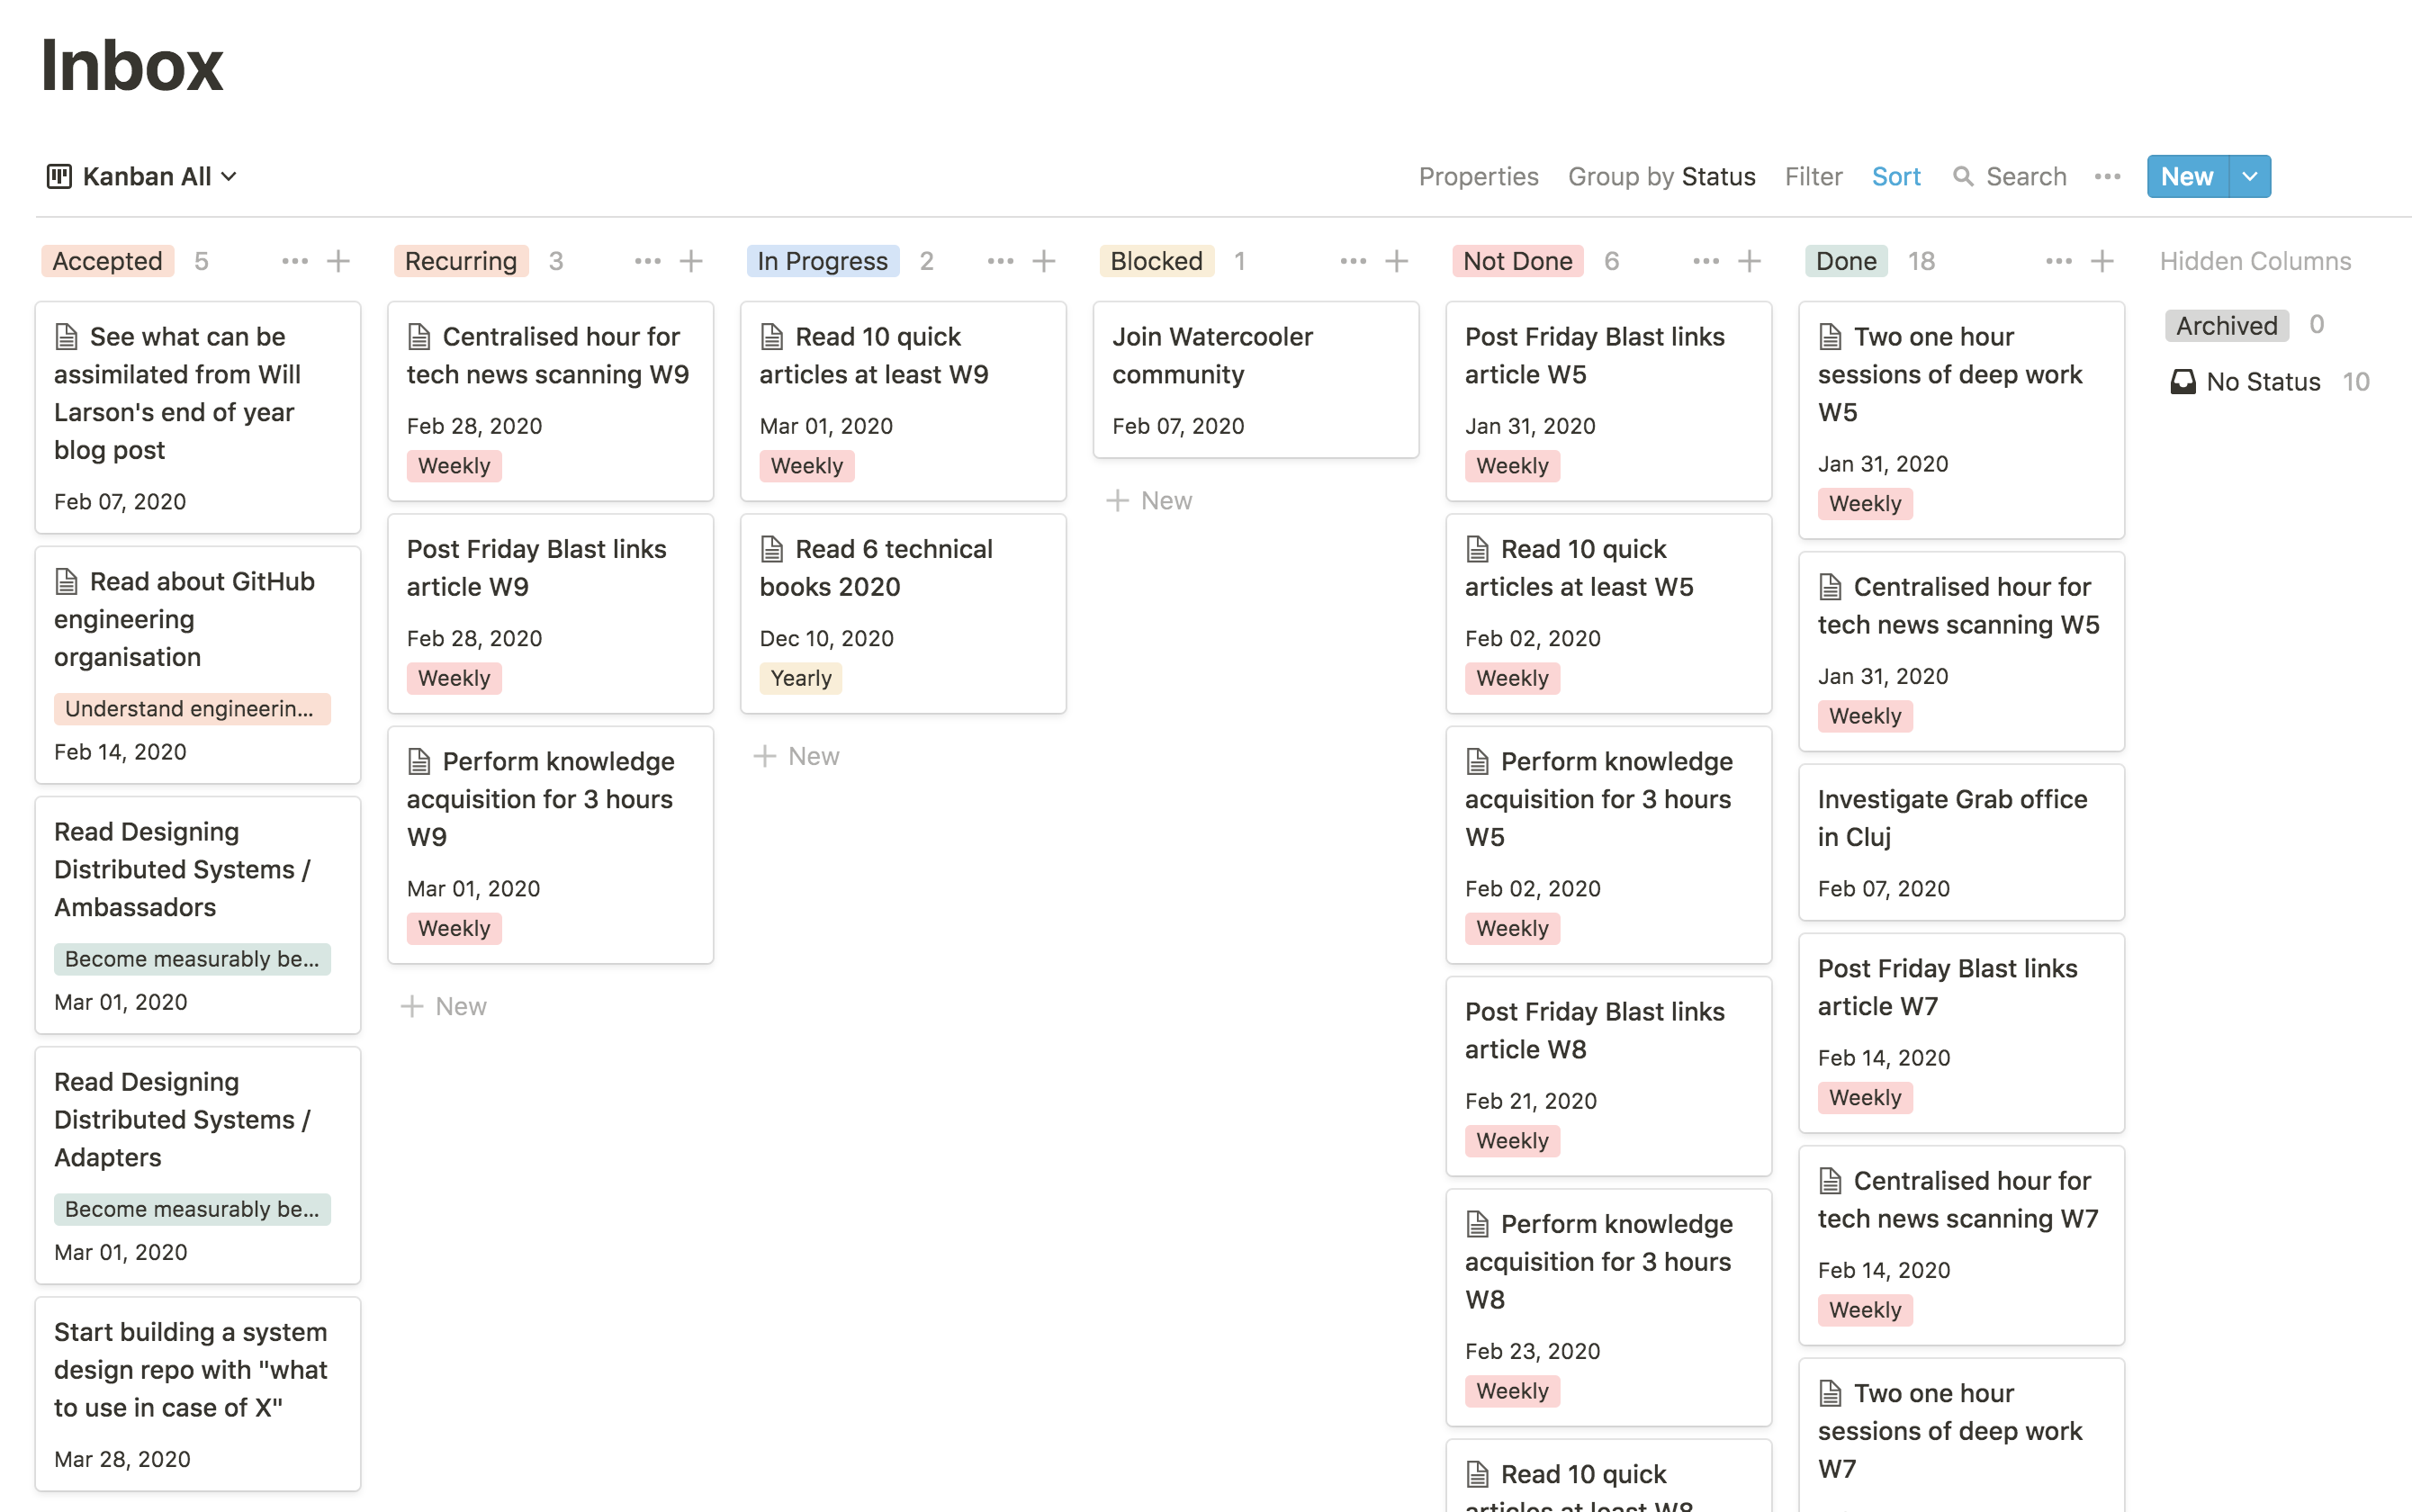 Inbox
Kanban All
Properties Group by Status Filter Sort Search New
Accepted 5
See what can be
assimilated from Will
Larson's end of year
blog post
Feb 07, 2020
Read about GitHub
engineering
organisation
Understand engineerin...
Feb 14, 2020
Read Designing
Distributed Systems /
Ambassadors
Become measurably be...
Mar 01, 2020
Read Designing
Distributed Systems /
Adapters
Become measurably be...
Mar 01, 2020
Start building a system
design repo with "what
to use in case of X"
Mar 28, 2020
Recurring 3
Centralised hour for
tech news scanning W9
Feb 28, 2020
Weekly
Post Friday Blast links
article W9
Feb 28, 2020
Weekly
Perform knowledge
acquisition for 3 hours
W9
Mar 01, 2020
Weekly
New
In Progress 2
Read 10 quick
articles at least W9
Mar 01, 2020
Weekly
Read 6 technical
books 2020
Dec 10, 2020
Yearly
New
Blocked 1
Join Watercooler
community
Feb 07, 2020
New
Not Done 6
Post Friday Blast links
article W5
Jan 31, 2020
Weekly
Read 10 quick
articles at least W5
Feb 02, 2020
Weekly
Perform knowledge
acquisition for 3 hours
W5
Feb 02, 2020
Weekly
Post Friday Blast links
article W8
Feb 21, 2020
Weekly
Perform knowledge
acquisition for 3 hours
W8
Feb 23, 2020
Weekly
Read 10 quick
articles at least W8
Done 18
Two one hour
sessions of deep work
W5
Jan 31, 2020
Weekly
Centralised hour for
tech news scanning W5
Jan 31, 2020
Weekly
Investigate Grab office
in Cluj
Feb 07, 2020
Post Friday Blast links
article W7
Feb 14, 2020
Weekly
Centralised hour for
tech news scanning W7
Feb 14, 2020
Weekly
Two one hour
sessions of deep work
W7
Hidden Columns
Archived 0
No Status 10